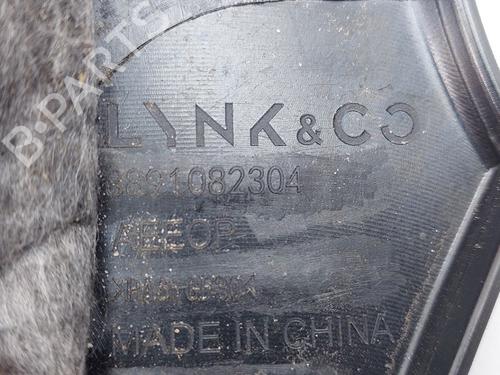 LYNK & CO
8891082304
MADE IN CHINA
B-PARTS